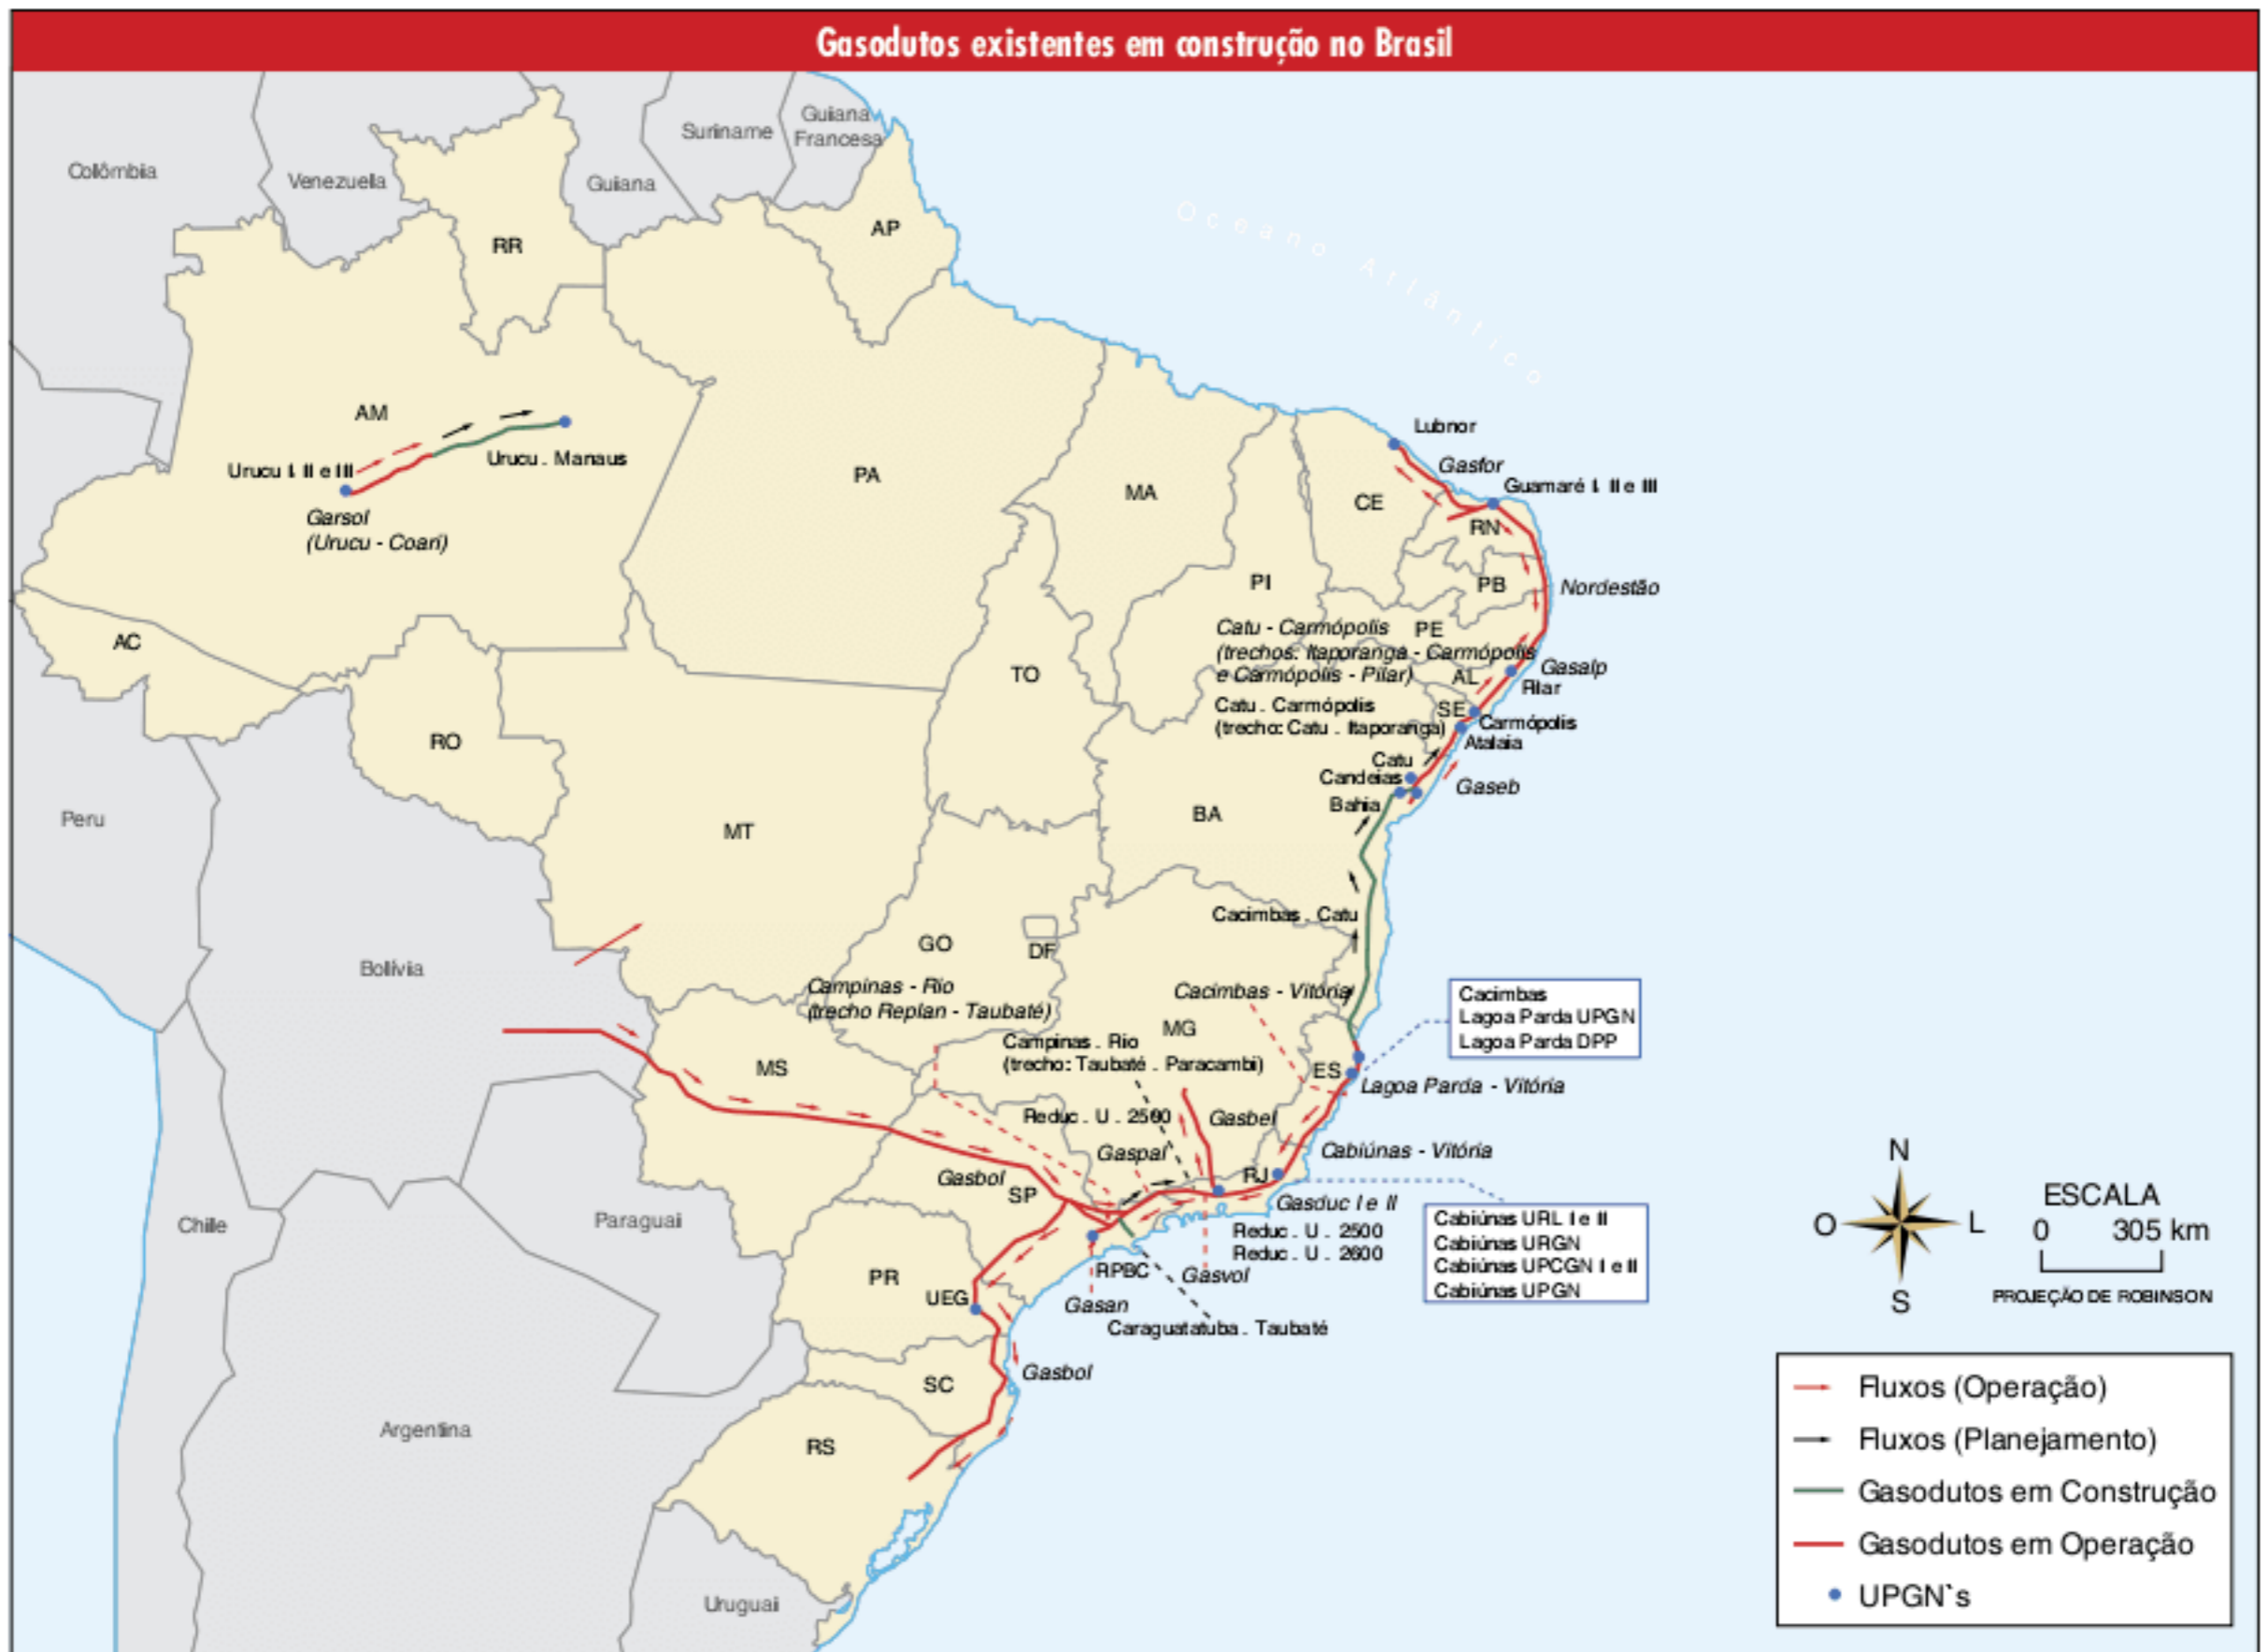 Gasodutos existentes em construção no Brasil
Oceano Atlântico
Colômbia
Venezuella
Guiana
Suriname
Guiana
Francesa
RR
AP
AM
Urucu I. II e III
Urucu . Manaus
Garsol
(Urucu - Coari)
PA
MA
CE
PI
RN
PB
PE
AL
SE
Lubnor
Gasfor
Guamaré I. II e III
Nordestão
Catu - Carmópolis
(trechos: Itaporanga - Carmópolis
e Carmópolis - Pilar)
Catu . Carmópolis
(trecho: Catu . Itaporanga)
Gasalp
Pilar
Carmópolis
Atalaia
Catu
Candeias
Bahia
Gaseb
AC
RO
TO
MT
BA
Peru
Bollívia
GO
DF
Cacimbas . Catu
Campinas - Rio
(trecho Replan - Taubaté)
Cacimbas - Vitória
MG
Campinas . Rio
(trecho: Taubaté . Paracambi)
MS
ES
Cacimbas
Lagoa Parda UPGN
Lagoa Parda DPP
Lagoa Parda - Vitória
Reduc . U . 2500
Gasbel
Gaspal
Cabiúnas - Vitória
Gasbol
SP
RJ
Gasduc I e II
Reduc . U . 2500
Reduc . U . 2600
Cabiúnas URL I e II
Cabiúnas URGN
Cabiúnas UPCGN I e II
Cabiúnas UPGN
Chille
Paraguai
PR
UEG
RPBC
Gasvol
Gasan
Caraguatatuba . Taubaté
Gasbol
SC
RS
Argentina
Uruguai
N
O
L
S
ESCALA
0 305 km
PROJEÇÃO DE ROBINSON
Fluxos (Operação)
Fluxos (Planejamento)
Gasodutos em Construção
Gasodutos em Operação
UPGN`s